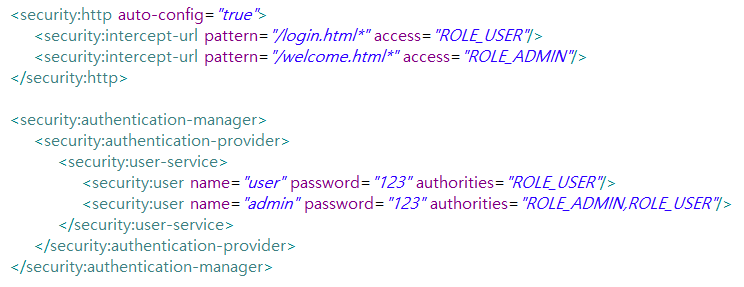 <security:http auto-config="true">
<security:intercept-url pattern="/login.html*" access="ROLE_USER"/>
<security:intercept-url pattern="/welcome.html*" access="ROLE_ADMIN"/>
</security:http>
<security:authentication-manager>
<security:authentication-provider>
<security:user-service>
<security:user name="user" password="123" authorities="ROLE_USER"/>
<security:user name="admin" password="123" authorities="ROLE_ADMIN,ROLE_USER"/>
</security:user-service>
</security:authentication-provider>
</security:authentication-manager>